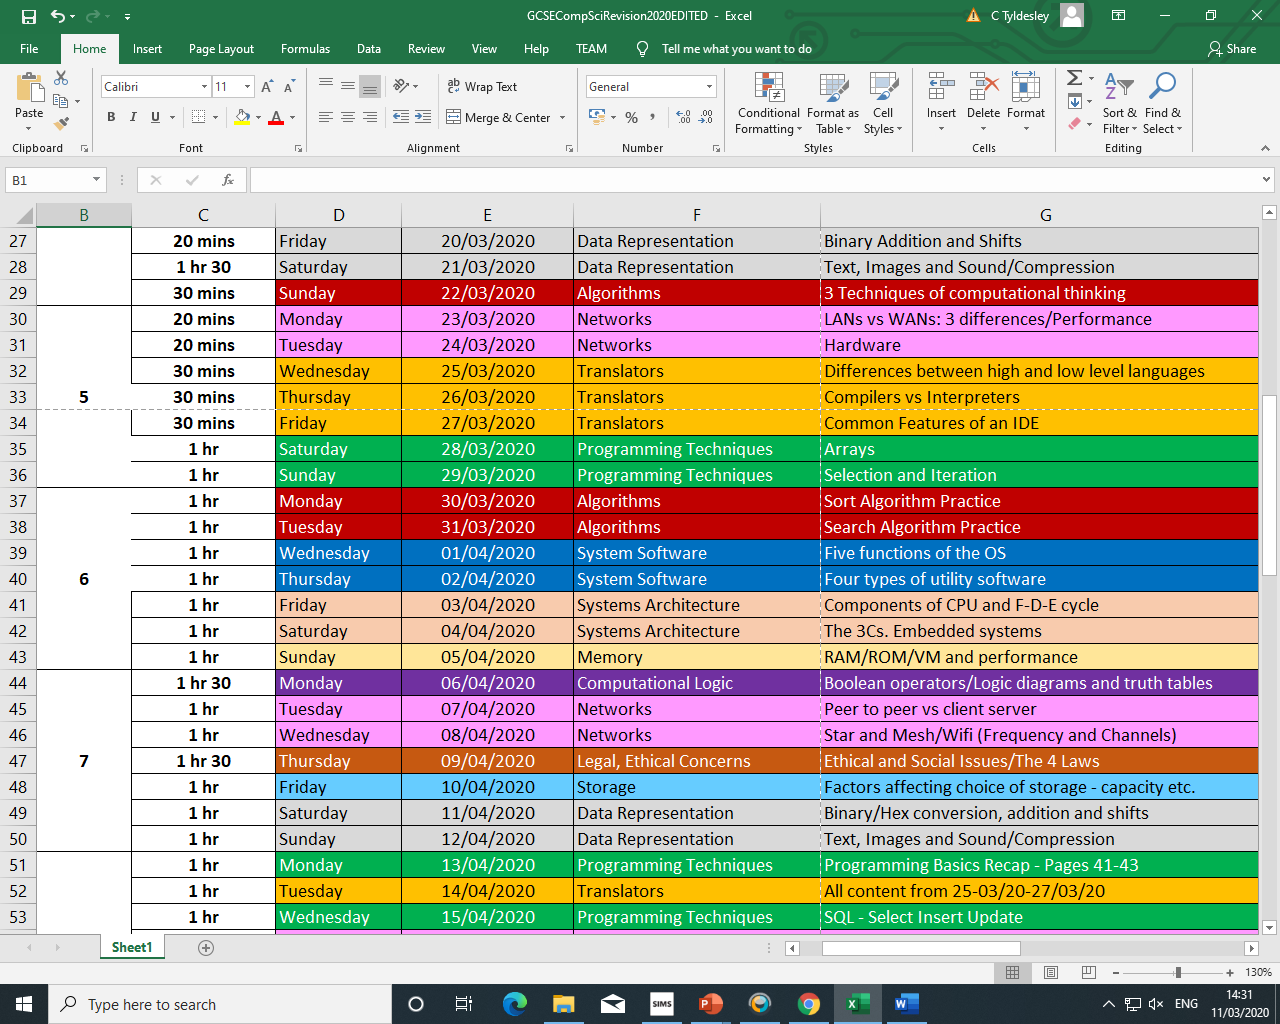 GCSECompSciRevision2020EDITED - Excel
C Tyldesley
File Home Insert Page Layout Formulas Data Review View Help TEAM Tell me what you want to do Share
Calibri 11 Wrap Text General
Paste B I U Merge & Center % , Conditional Formatting Format as Table Cell Styles Insert Delete Format Sort & Filter Find & Select
Clipboard Font Alignment Number Styles Cells Editing
B1 fx
B C D E F G
27 20 mins Friday 20/03/2020 Data Representation Binary Addition and Shifts
28 1 hr 30 Saturday 21/03/2020 Data Representation Text, Images and Sound/Compression
29 30 mins Sunday 22/03/2020 Algorithms 3 Techniques of computational thinking
30 20 mins Monday 23/03/2020 Networks LANs vs WANs: 3 differences/Performance
31 20 mins Tuesday 24/03/2020 Networks Hardware
32 30 mins Wednesday 25/03/2020 Translators Differences between high and low level languages
33 5 30 mins Thursday 26/03/2020 Translators Compilers vs Interpreters
34 30 mins Friday 27/03/2020 Translators Common Features of an IDE
35 1 hr Saturday 28/03/2020 Programming Techniques Arrays
36 1 hr Sunday 29/03/2020 Programming Techniques Selection and Iteration
37 1 hr Monday 30/03/2020 Algorithms Sort Algorithm Practice
38 1 hr Tuesday 31/03/2020 Algorithms Search Algorithm Practice
39 1 hr Wednesday 01/04/2020 System Software Five functions of the OS
40 6 1 hr Thursday 02/04/2020 System Software Four types of utility software
41 1 hr Friday 03/04/2020 Systems Architecture Components of CPU and F-D-E cycle
42 1 hr Saturday 04/04/2020 Systems Architecture The 3Cs. Embedded systems
43 1 hr Sunday 05/04/2020 Memory RAM/ROM/VM and performance
44 1 hr 30 Monday 06/04/2020 Computational Logic Boolean operators/Logic diagrams and truth tables
45 1 hr Tuesday 07/04/2020 Networks Peer to peer vs client server
46 1 hr Wednesday 08/04/2020 Networks Star and Mesh/Wifi (Frequency and Channels)
47 7 1 hr 30 Thursday 09/04/2020 Legal, Ethical Concerns Ethical and Social Issues/The 4 Laws
48 1 hr Friday 10/04/2020 Storage Factors affecting choice of storage - capacity etc.
49 1 hr Saturday 11/04/2020 Data Representation Binary/Hex conversion, addition and shifts
50 1 hr Sunday 12/04/2020 Data Representation Text, Images and Sound/Compression
51 1 hr Monday 13/04/2020 Programming Techniques Programming Basics Recap - Pages 41-43
52 1 hr Tuesday 14/04/2020 Translators All content from 25-03/20-27/03/20
53 1 hr Wednesday 15/04/2020 Programming Techniques SQL - Select Insert Update
Sheet1
130%
Type here to search SIMS ENG 14:31
11/03/2020